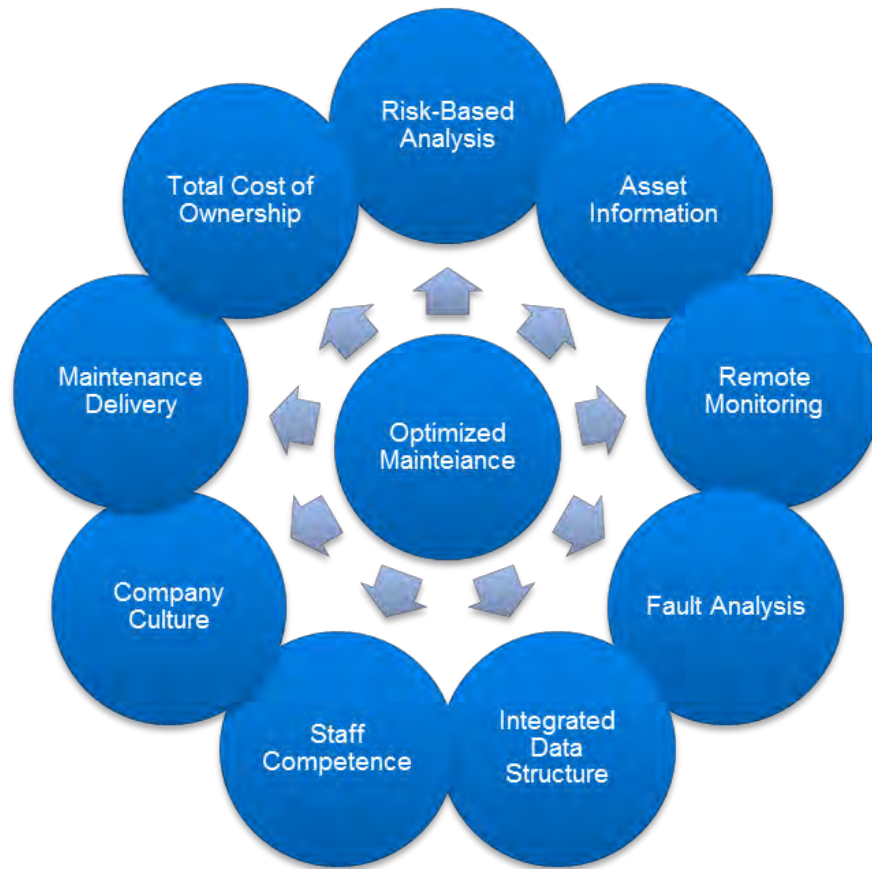 Risk-Based
Analysis
Asset
Information
Remote
Monitoring
Fault Analysis
Integrated
Data
Structure
Staff
Competence
Company
Culture
Maintenance
Delivery
Total Cost of
Ownership
Optimized
Mainteiance